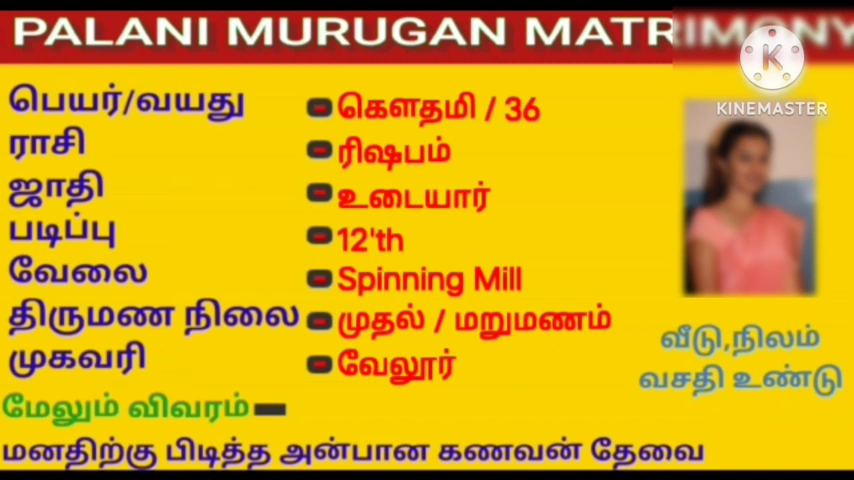 PALANI MURUGAN MATRIMONY
KINEMASTER
பெயர்/வயது - கௌதமி / 36
ராசி - ரிஷபம்
ஜாதி - உடையார்
படிப்பு - 12'th
வேலை - Spinning Mill
திருமண நிலை - முதல் / மறுமணம்
முகவரி - வேலூர்
வீடு,நிலம்
வசதி உண்டு
மேலும் விவரம் -
மனதிற்கு பிடித்த அன்பான கணவன் தேவை